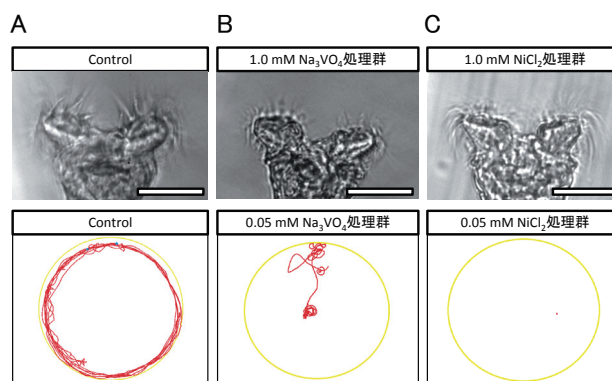 A
B
C
Control
1.0 mM Na₃VO₄処理群
1.0 mM NiCl₂処理群
Control
0.05 mM Na₃VO₄処理群
0.05 mM NiCl₂処理群